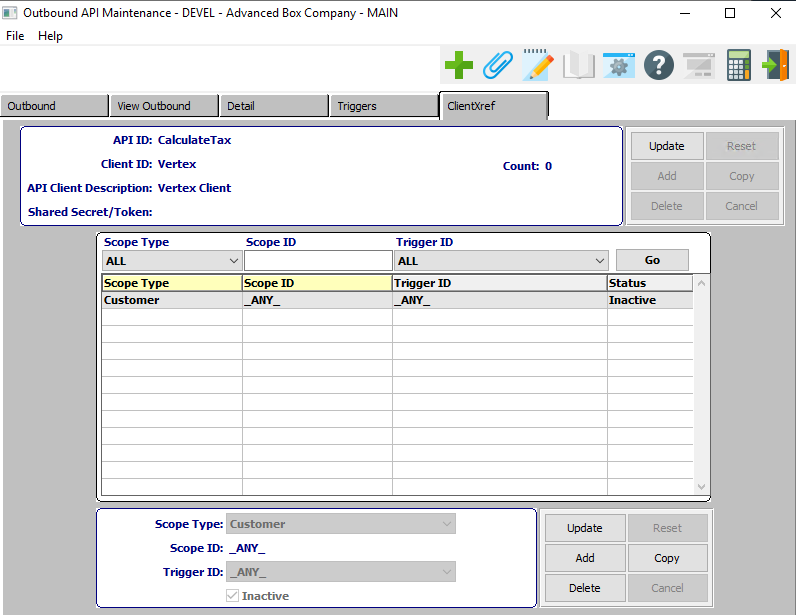 Outbound API Maintenance - DEVEL - Advanced Box Company - MAIN
File Help
Outbound View Outbound Detail Triggers ClientXref
API ID: CalculateTax
Client ID: Vertex
Count: 0
API Client Description: Vertex Client
Shared Secret/Token:
Update Reset
Add Copy
Delete Cancel
Scope Type Scope ID Trigger ID
ALL ALL Go
Scope Type Scope ID Trigger ID Status
Customer _ANY_ _ANY_ Inactive
Scope Type: Customer
Scope ID: _ANY_
Trigger ID: _ANY_
Inactive
Update Reset
Add Copy
Delete Cancel